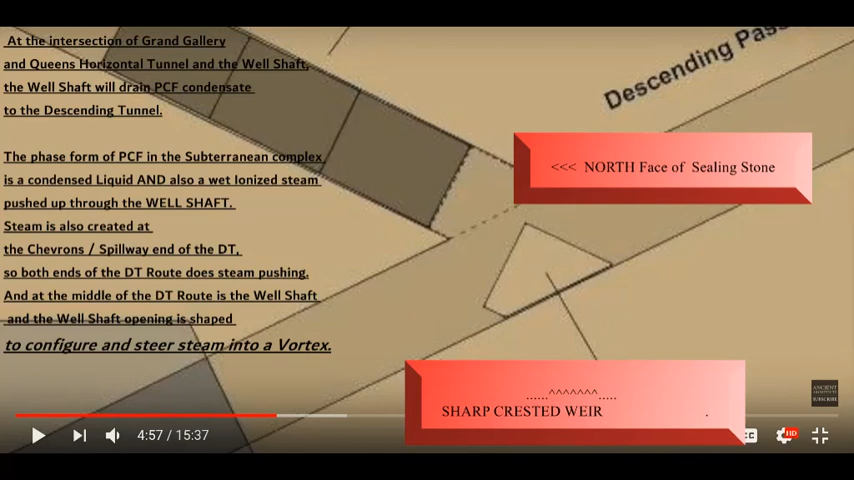 At the intersection of Grand Gallery
and Queens Horizontal Tunnel and the Well Shaft,
the Well Shaft will drain PCF condensate
to the Descending Tunnel.
The phase form of PCF in the Subterranean complex
is a condensed Liquid AND also a wet Ionized steam
pushed up through the WELL SHAFT.
Steam is also created at
the Chevrons / Spillway end of the DT,
so both ends of the DT Route does steam pushing.
And at the middle of the DT Route is the Well Shaft
and the Well Shaft opening is shaped
to configure and steer steam into a Vortex.
Descending Pas
<<< NORTH Face of Sealing Stone
......^^^^^^^.....
SHARP CRESTED WEIR .
ANCIENT
ARCHITECTS
SUBSCRIBE
4:57 / 15:37
CC
HD